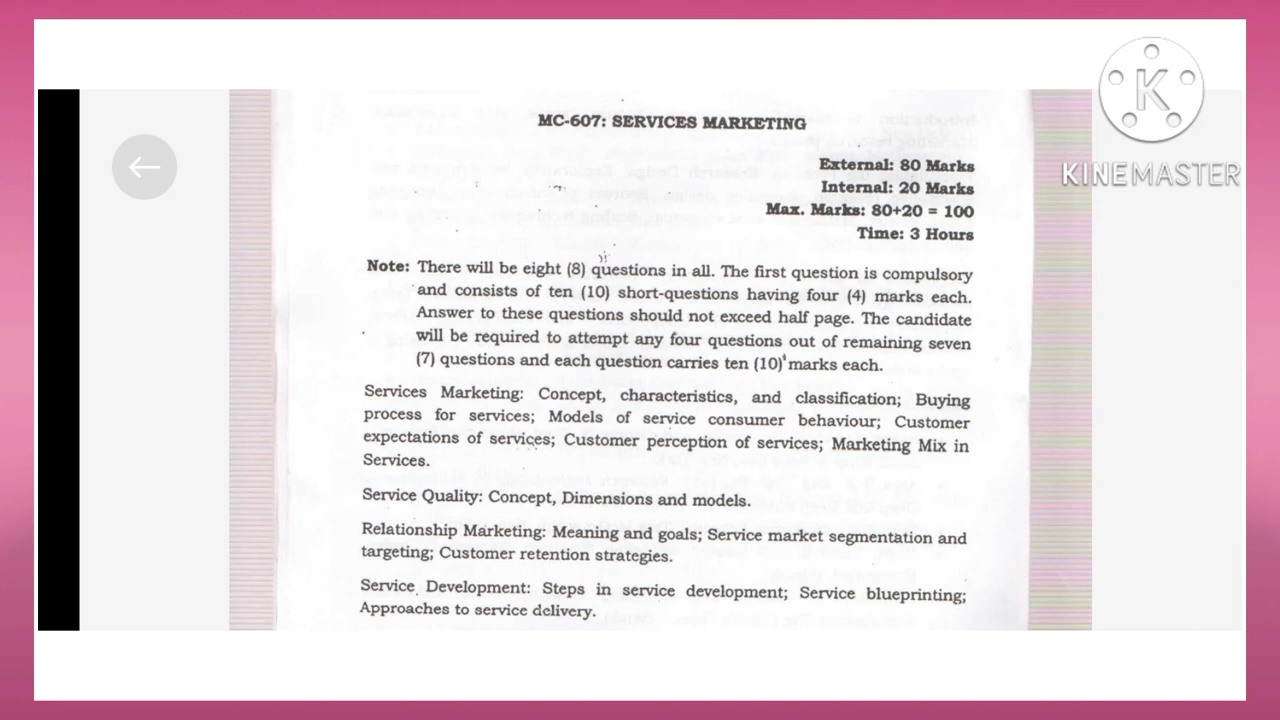 MC-607: SERVICES MARKETING
External: 80 Marks
Internal: 20 Marks
Max. Marks: 80+20 = 100
Time: 3 Hours
Note: There will be eight (8) questions in all. The first question is compulsory
and consists of ten (10) short-questions having four (4) marks each.
Answer to these questions should not exceed half page. The candidate
will be required to attempt any four questions out of remaining seven
(7) questions and each question carries ten (10) marks each.
Services Marketing: Concept, characteristics, and classification; Buying
process for services; Models of service consumer behaviour; Customer
expectations of services; Customer perception of services; Marketing Mix in
Services.
Service Quality: Concept, Dimensions and models.
Relationship Marketing: Meaning and goals; Service market segmentation and
targeting; Customer retention strategies.
Service Development: Steps in service development; Service blueprinting;
Approaches to service delivery.
K
KINEMASTER